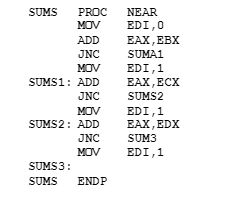 SUMS PROC NEAR
MOV EDI,0
ADD EAX,EBX
JNC SUMA1
MOV EDI,1
SUMS1: ADD EAX,ECX
JNC SUMS2
MOV EDI,1
SUMS2: ADD EAX,EDX
JNC SUM3
MOV EDI,1
SUMS3:
SUMS ENDP